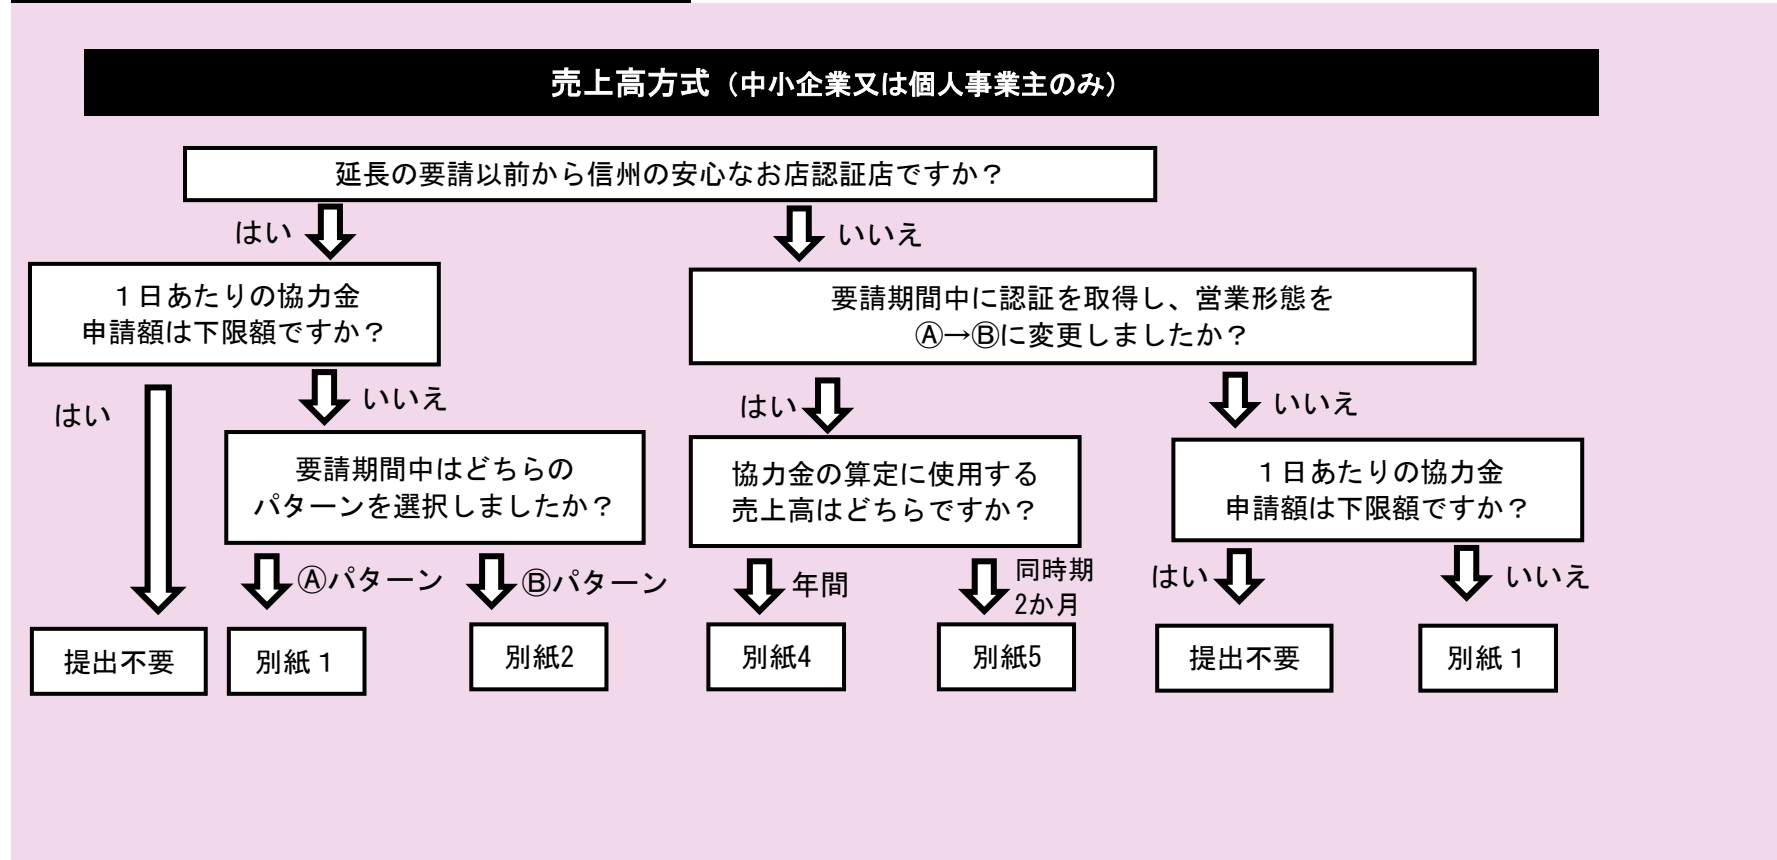 売上高方式（中小企業又は個人事業主のみ）
延長の要請以前から信州の安心なお店認証店ですか？
はい
いいえ
１日あたりの協力金
申請額は下限額ですか？
要請期間中に認証を取得し、営業形態を
Ⓐ→Ⓑに変更しましたか？
はい
いいえ
はい
いいえ
要請期間中はどちらの
パターンを選択しましたか？
協力金の算定に使用する
売上高はどちらですか？
１日あたりの協力金
申請額は下限額ですか？
Ⓐパターン
Ⓑパターン
年間
同時期
2か月
はい
いいえ
提出不要
別紙１
別紙2
別紙4
別紙5
提出不要
別紙１